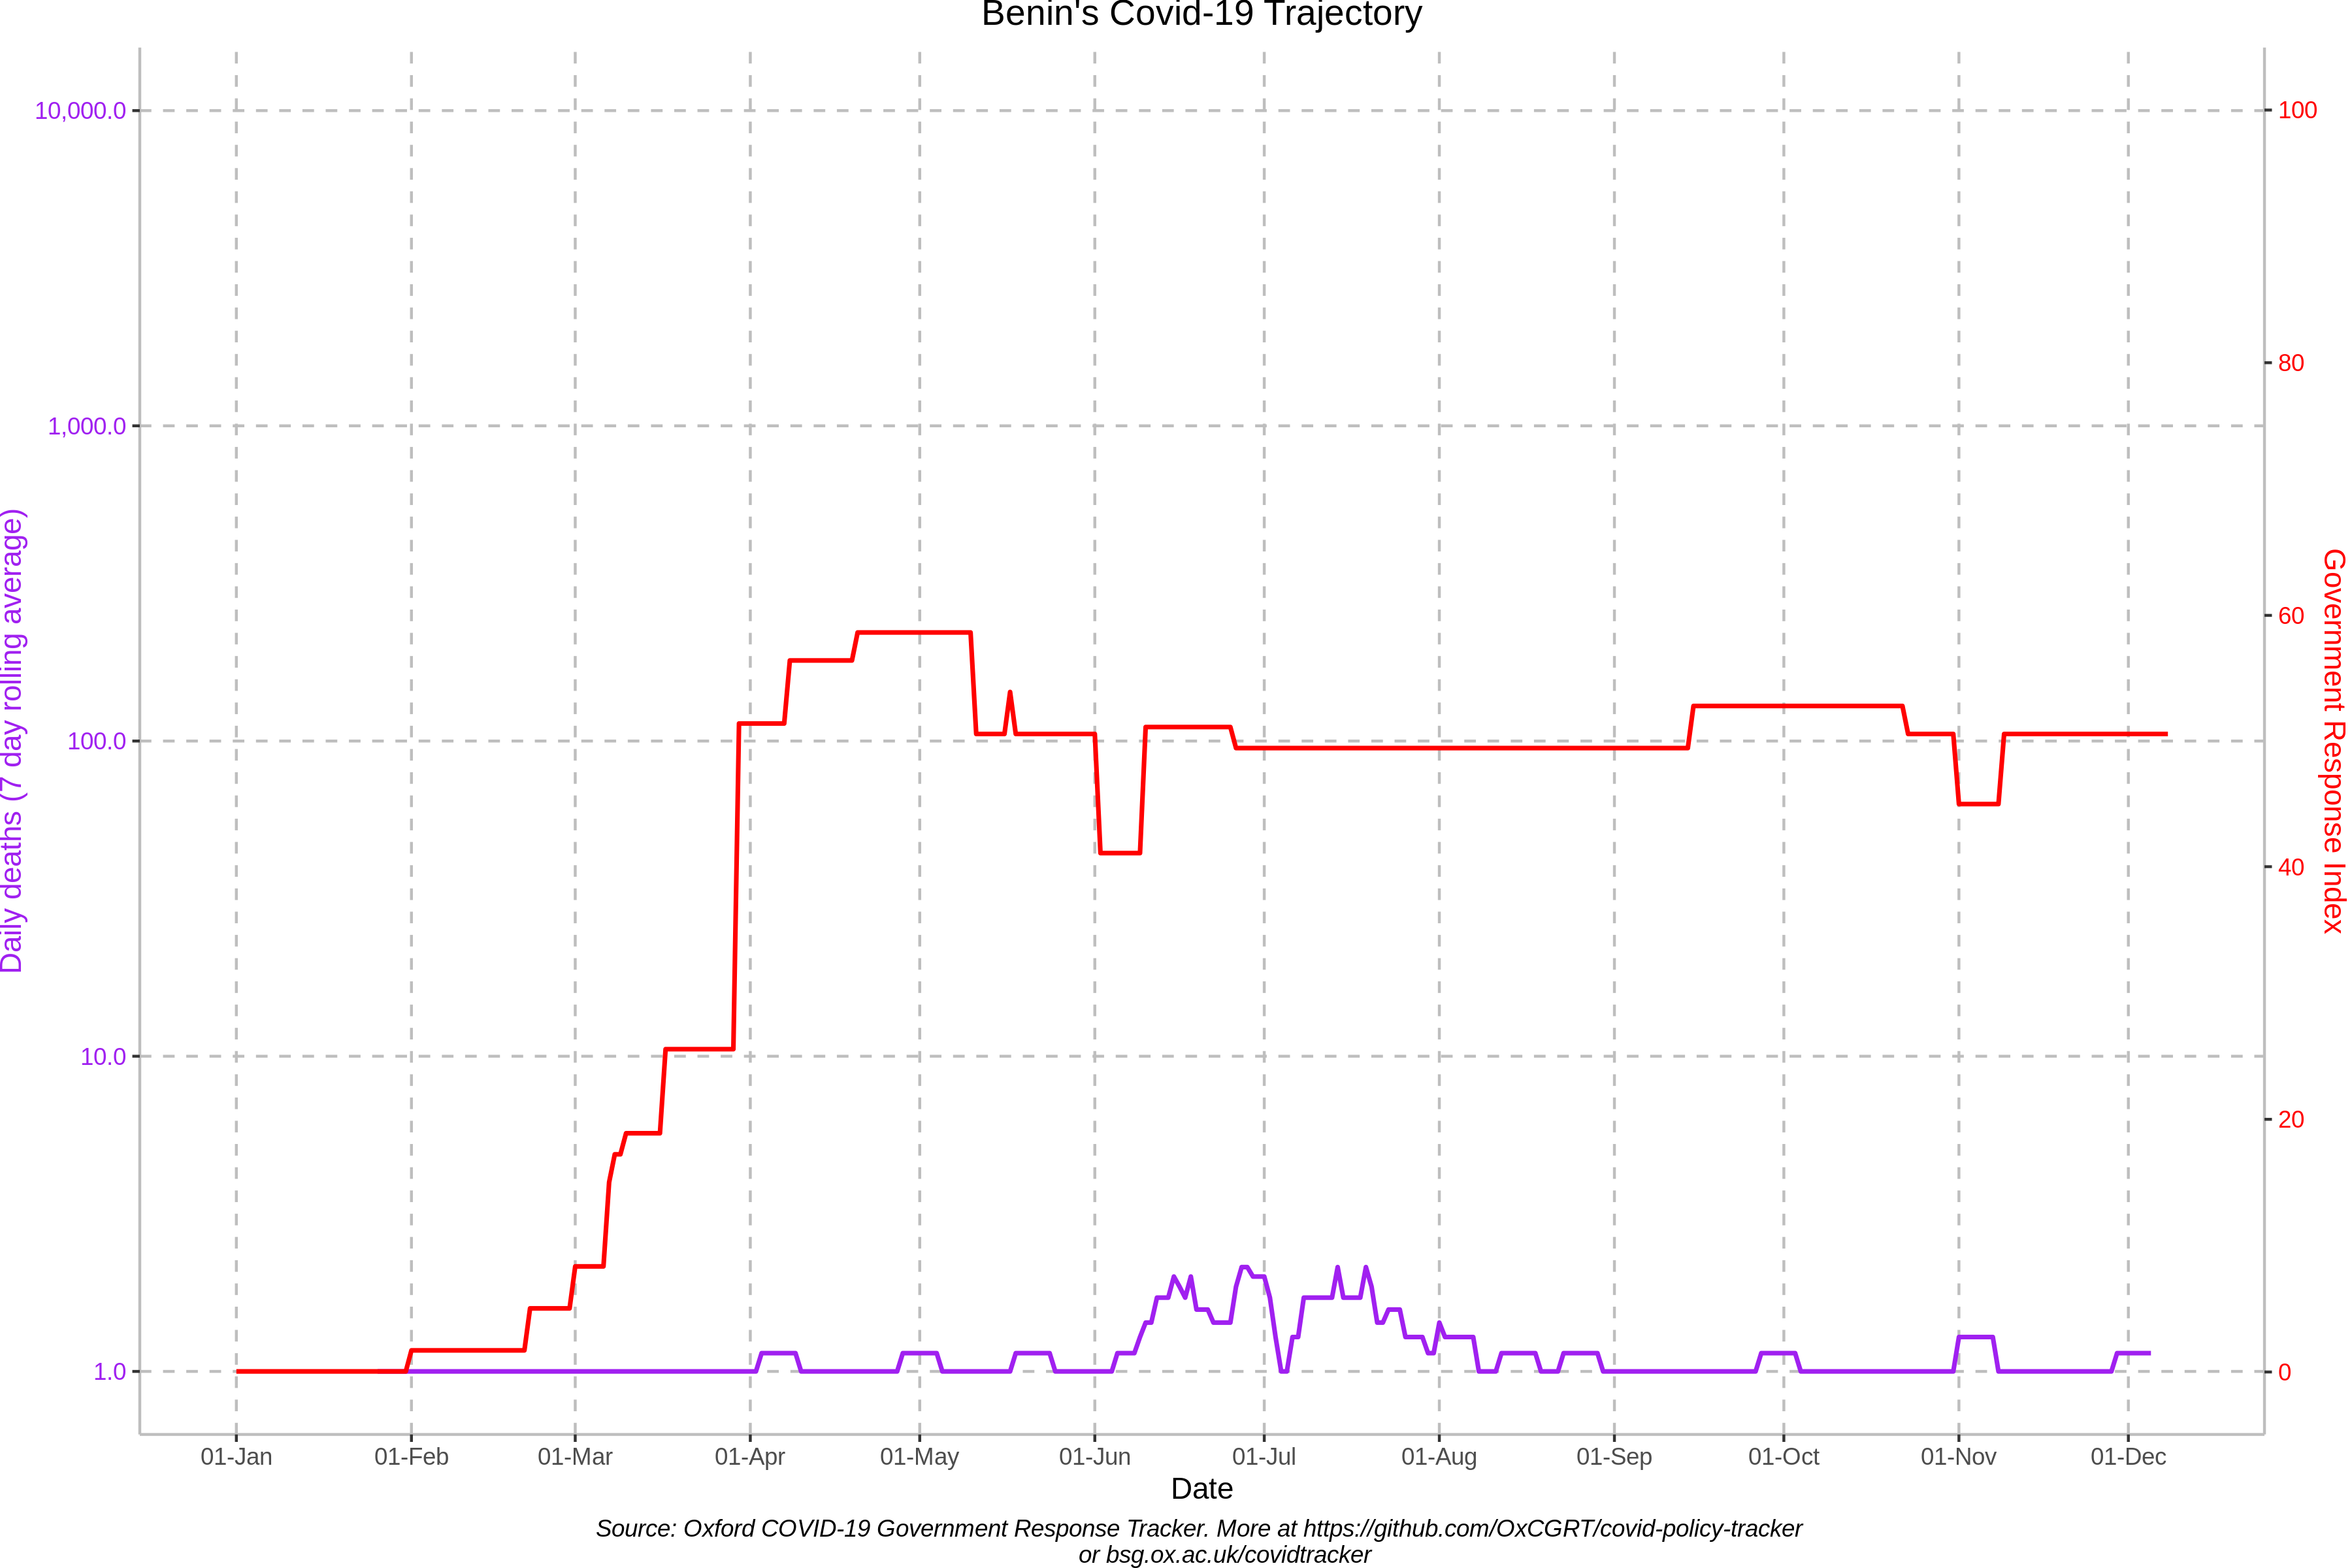 Benin's Covid-19 Trajectory
10,000.0
1,000.0
100.0
10.0
1.0
Daily deaths (7 day rolling average)
100
80
60
40
20
0
Government Response Index
01-Jan 01-Feb 01-Mar 01-Apr 01-May 01-Jun 01-Jul 01-Aug 01-Sep 01-Oct 01-Nov 01-Dec
Date
Source: Oxford COVID-19 Government Response Tracker. More at https://github.com/OxCGRT/covid-policy-tracker
or bsg.ox.ac.uk/covidtracker